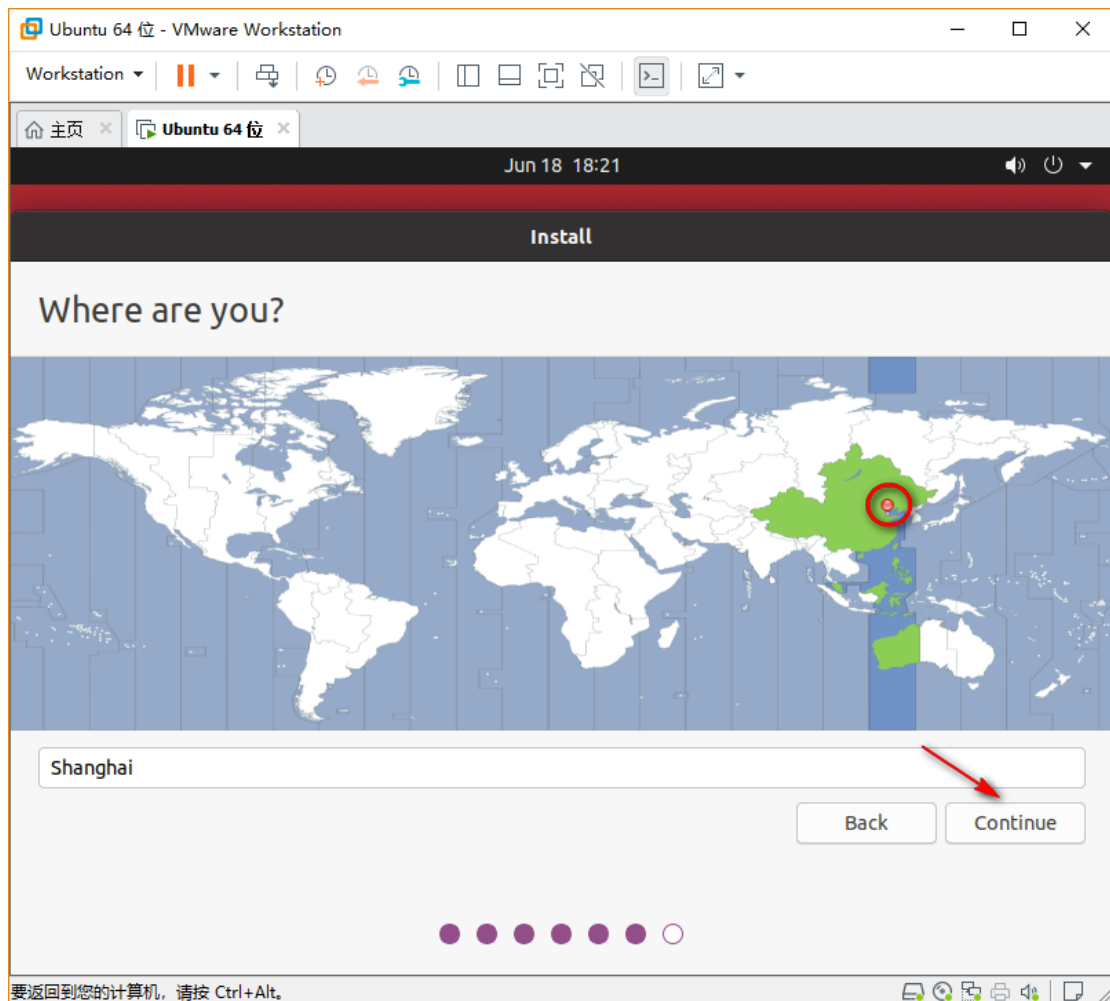 Ubuntu 64 位 - VMware Workstation
Workstation
主页
Ubuntu 64 位
Jun 18 18:21
Install
Where are you?
Shanghai
Back
Continue
要返回到您的计算机，请按 Ctrl+Alt。